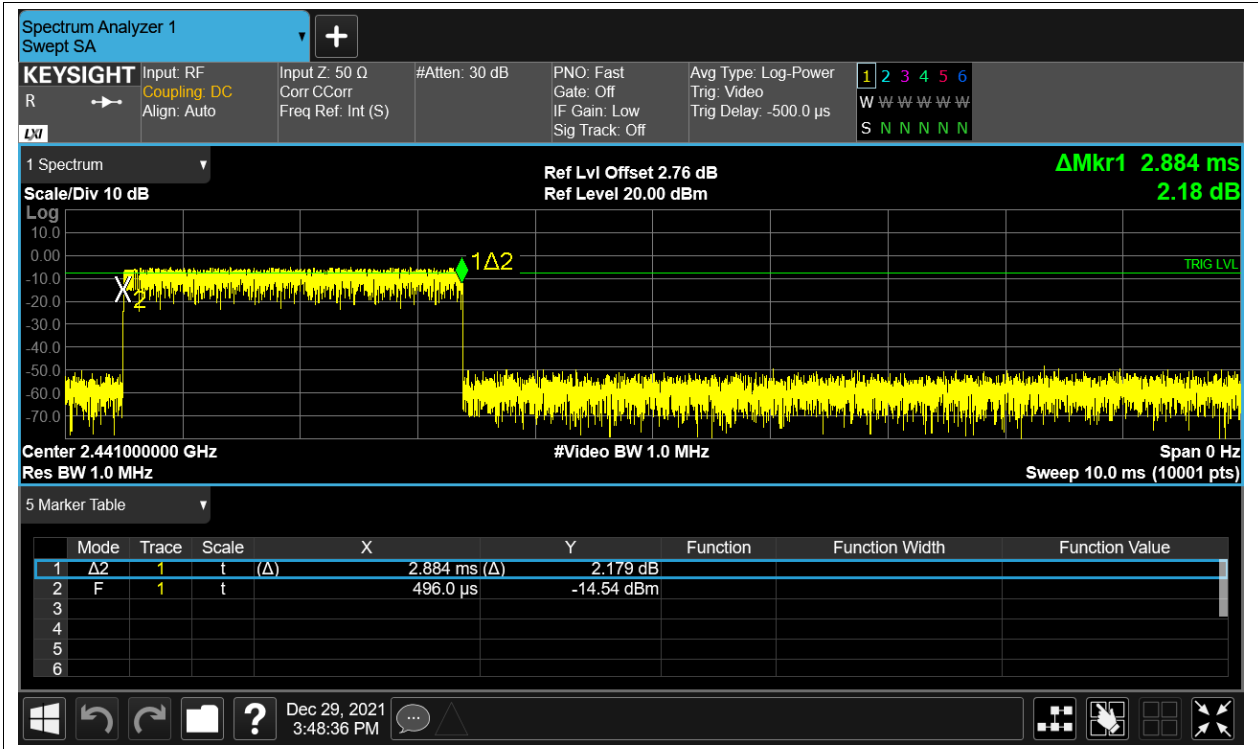 Spectrum Analyzer 1
Swept SA
KEYSIGHT
R
LXI
Input: RF
Coupling: DC
Align: Auto
Input Z: 50 Ω
Corr CCorr
Freq Ref: Int (S)
#Atten: 30 dB
PNO: Fast
Gate: Off
IF Gain: Low
Sig Track: Off
Avg Type: Log-Power
Trig: Video
Trig Delay: -500.0 µs
1 2 3 4 5 6
W W W W W W
S N N N N N
1 Spectrum
Scale/Div 10 dB
Ref Lvl Offset 2.76 dB
Ref Level 20.00 dBm
ΔMkr1 2.884 ms
2.18 dB
Log
10.0
0.00
-10.0
-20.0
-30.0
-40.0
-50.0
-60.0
-70.0
X2
1Δ2
TRIG LVL
Center 2.441000000 GHz
#Video BW 1.0 MHz
Span 0 Hz
Res BW 1.0 MHz
Sweep 10.0 ms (10001 pts)
5 Marker Table
Mode Trace Scale X Y Function Function Width Function Value
1 Δ2 1 t (Δ) 2.884 ms (Δ) 2.179 dB
2 F 1 t 496.0 µs -14.54 dBm
3
4
5
6
?
Dec 29, 2021
3:48:36 PM